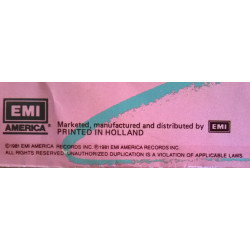 EMI
AMERICA®
Marketed, manufactured and distributed by EMI
PRINTED IN HOLLAND
©1981 EMI AMERICA RECORDS INC. ℗1981 EMI AMERICA RECORDS INC.
ALL RIGHTS RESERVED. UNAUTHORIZED DUPLICATION IS A VIOLATION OF APPLICABLE LAWS.